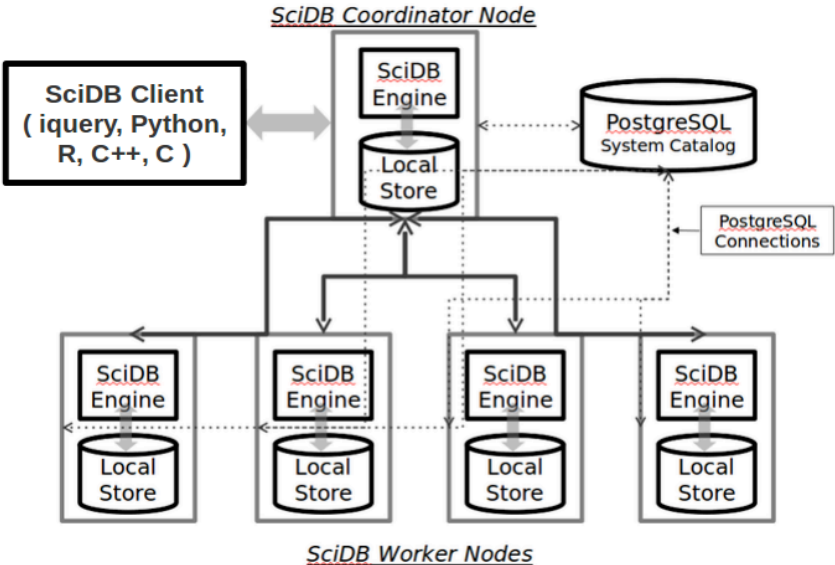 SciDB Coordinator Node
SciDB Client
( iquery, Python,
R, C++, C )
SciDB
Engine
Local
Store
PostgreSQL
System Catalog
PostgreSQL
Connections
SciDB
Engine
Local
Store
SciDB
Engine
Local
Store
SciDB
Engine
Local
Store
SciDB
Engine
Local
Store
SciDB Worker Nodes